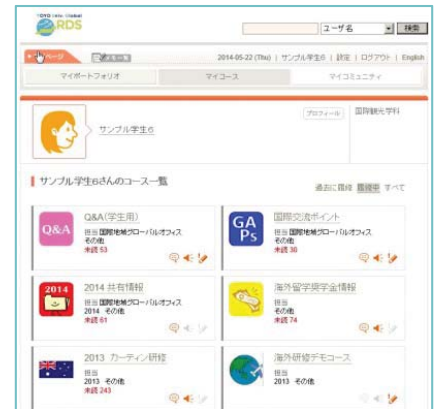 TOYO Univ. Global
RDS
ユーザ名
検索
ページ
2014-05-22 (Thu) | サンプル学生6 | 設定 | ログアウト | English
マイポートフォリオ
マイコース
マイコミュニティ
サンプル学生6
プロフィール
国際観光学科
サンプル学生6さんのコース一覧
過去に履修 履修中 すべて
Q&A
Q&A(学生用)
担当 国際地域グローバルオフィス
その他
未読 53
GA
Ps
国際交流ポイント
担当 国際地域グローバルオフィス
その他
未読 30
2014
2014 共有情報
担当 国際地域グローバルオフィス
2014 その他
未読 61
海外留学奨学金情報
担当
その他
未読 74
2013 カーティン研修
担当
2013 その他
未読 243
海外研修デモコース
担当
2013 その他